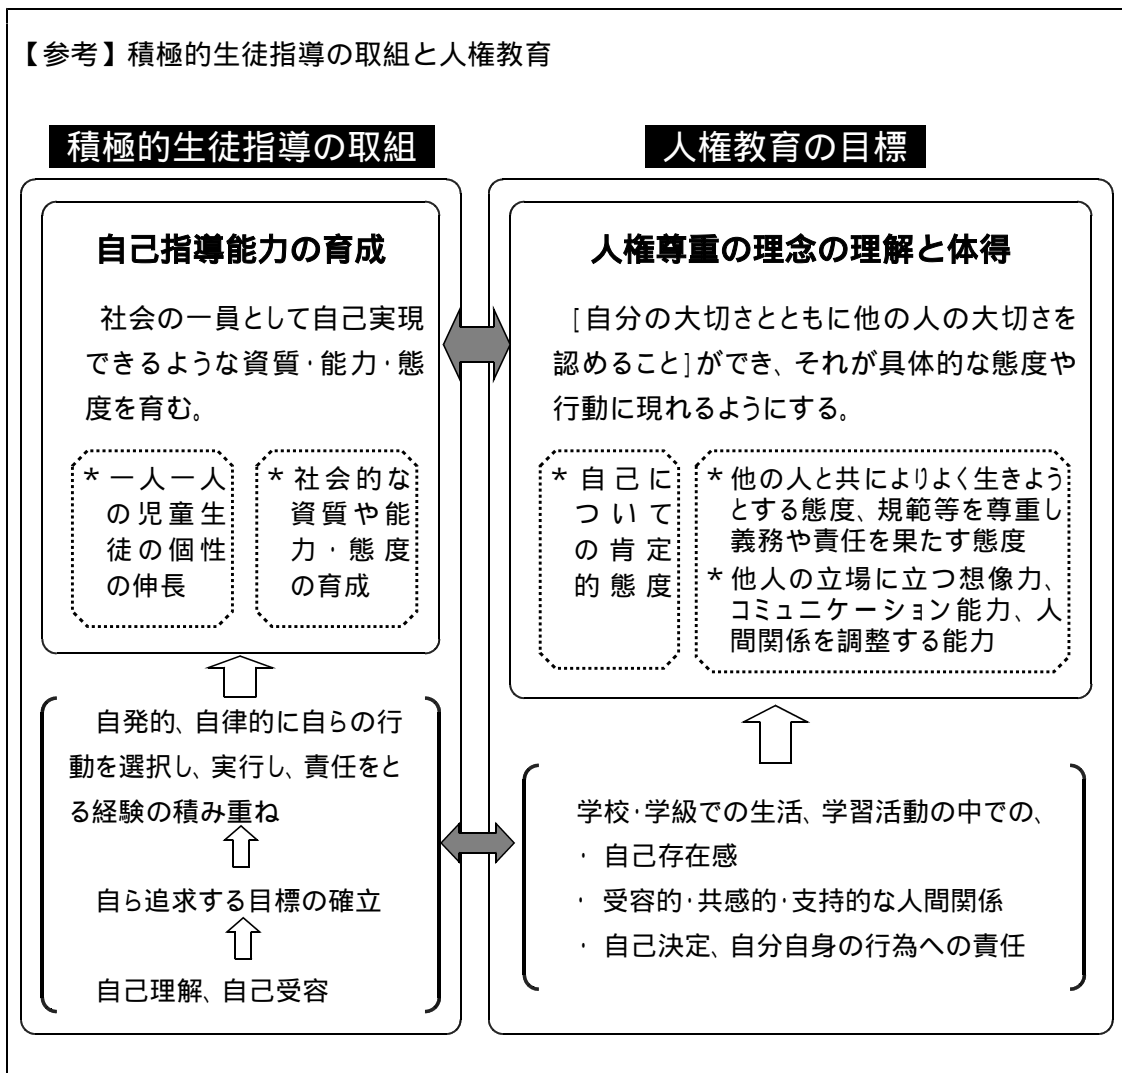 【参考】積極的生徒指導の取組と人権教育
積極的生徒指導の取組
自己指導能力の育成
社会の一員として自己実現
できるような資質・能力・態
度を育む。
＊一人一人
の児童生
徒の個性
の伸長
＊社会的な
資質や能
力・態度
の育成
自発的、自律的に自らの行
動を選択し、実行し、責任をと
る経験の積み重ね
自ら追求する目標の確立
自己理解、自己受容
人権教育の目標
人権尊重の理念の理解と体得
[自分の大切さとともに他の人の大切さを
認めること]ができ、それが具体的な態度や
行動に現れるようにする。
＊自己に
ついて
の肯定
的態度
＊他の人と共によりよく生きよう
とする態度、規範等を尊重し
義務や責任を果たす態度
＊他人の立場に立つ想像力、
コミュニケーション能力、人
間関係を調整する能力
学校・学級での生活、学習活動の中での、
・ 自己存在感
・ 受容的・共感的・支持的な人間関係
・ 自己決定、自分自身の行為への責任